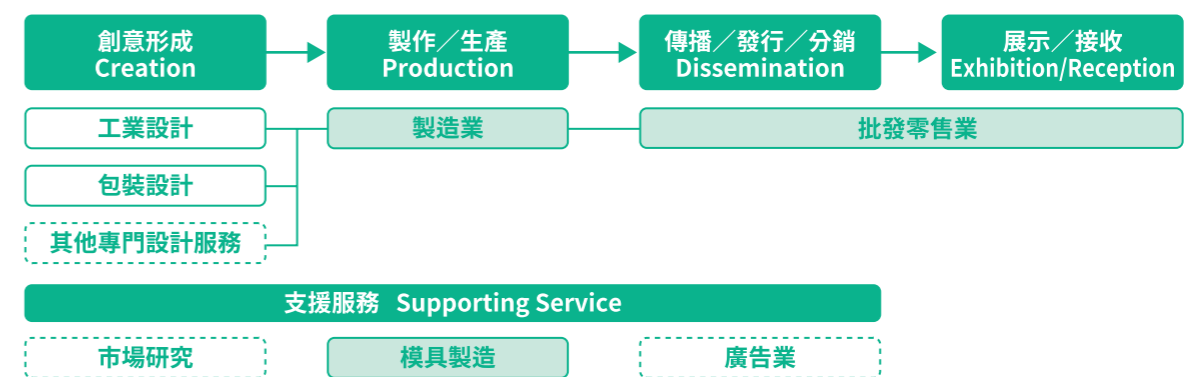 創意形成
Creation
製作／生產
Production
傳播／發行／分銷
Dissemination
展示／接收
Exhibition/Reception
工業設計
製造業
批發零售業
包裝設計
其他專門設計服務
支援服務 Supporting Service
市場研究
模具製造
廣告業